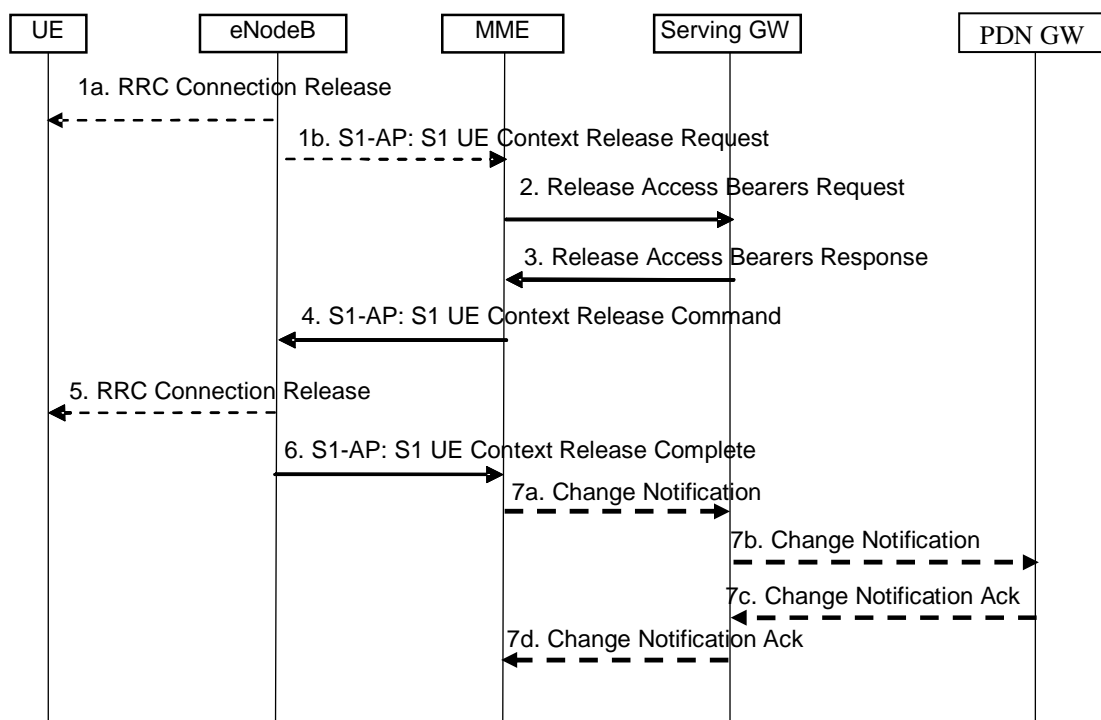 UE
eNodeB
MME
Serving GW
PDN GW
1a. RRC Connection Release
1b. S1-AP: S1 UE Context Release Request
2. Release Access Bearers Request
3. Release Access Bearers Response
4. S1-AP: S1 UE Context Release Command
5. RRC Connection Release
6. S1-AP: S1 UE Context Release Complete
7a. Change Notification
7b. Change Notification
7c. Change Notification Ack
7d. Change Notification Ack